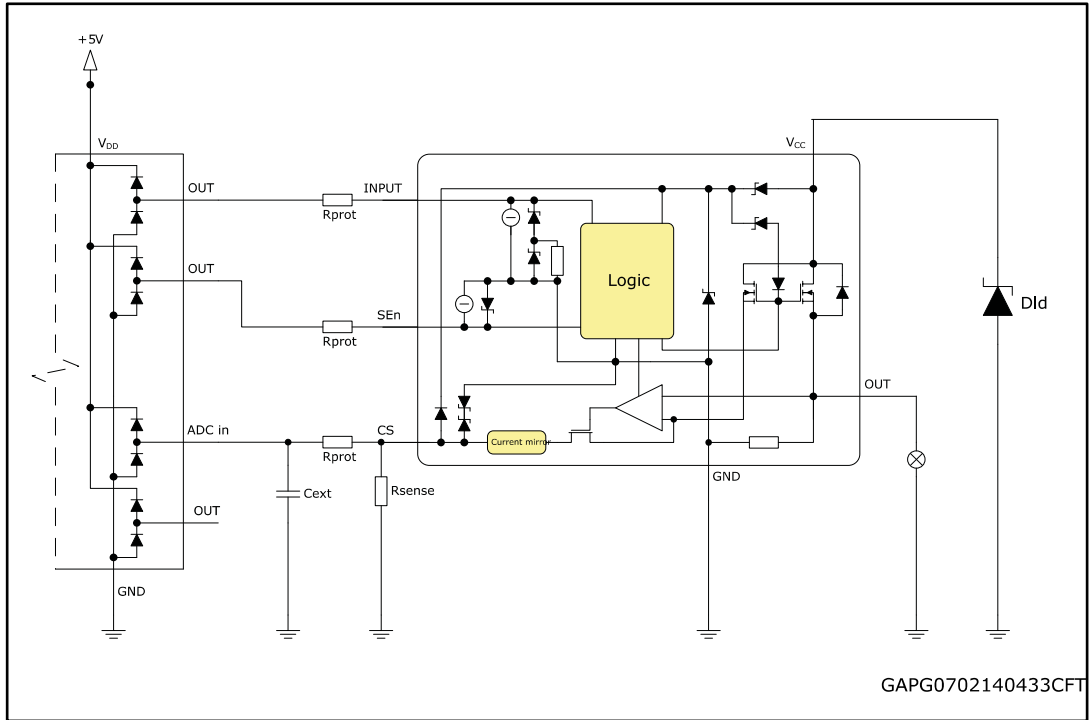 +5V
VDD
VCC
OUT
Rprot
INPUT
OUT
Logic
Dld
SEn
Rprot
OUT
ADC in
Rprot
CS
Current mirror
GND
Cext
Rsense
OUT
GND
GAPG0702140433CFT